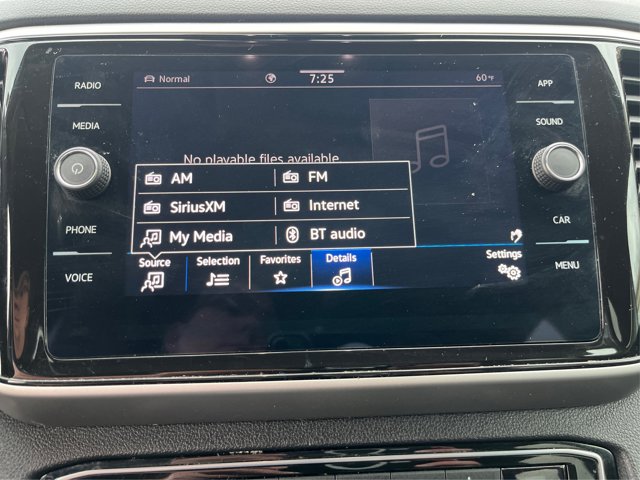 RADIO
MEDIA
PHONE
VOICE
Normal
7:25
60°F
No playable files available
AM
FM
SiriusXM
Internet
My Media
BT audio
Source
Selection
Favorites
Details
Settings
APP
SOUND
CAR
MENU